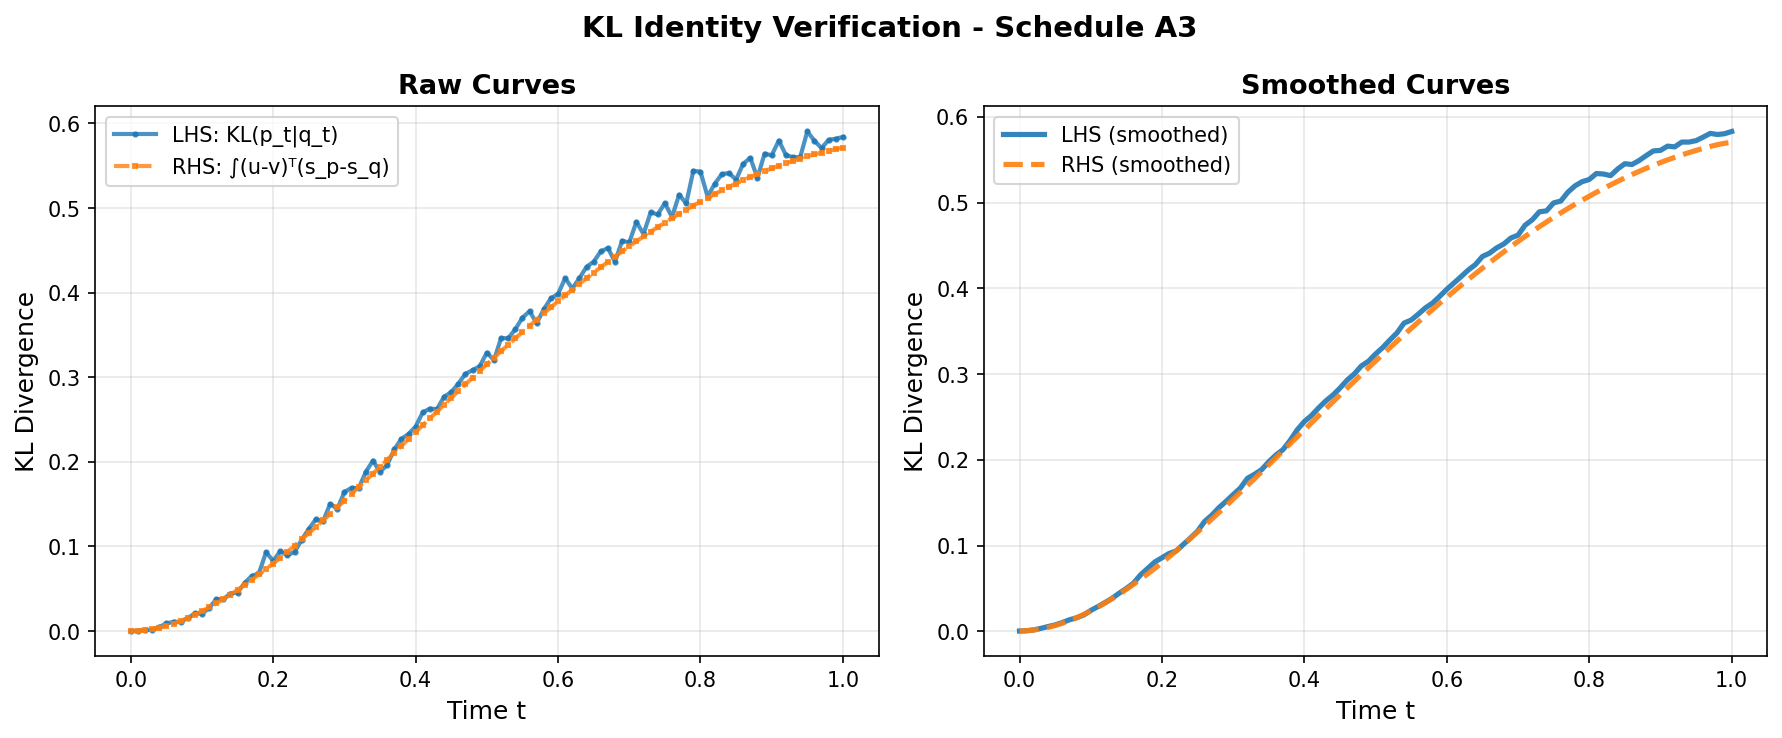 KL Identity Verification - Schedule A3
Raw Curves
LHS: KL(p_t|q_t)
RHS: ∫(u-v)ᵀ(s_p-s_q)
KL Divergence
0.6
0.5
0.4
0.3
0.2
0.1
0.0
0.0 0.2 0.4 0.6 0.8 1.0
Time t
Smoothed Curves
LHS (smoothed)
RHS (smoothed)
KL Divergence
0.6
0.5
0.4
0.3
0.2
0.1
0.0
0.0 0.2 0.4 0.6 0.8 1.0
Time t